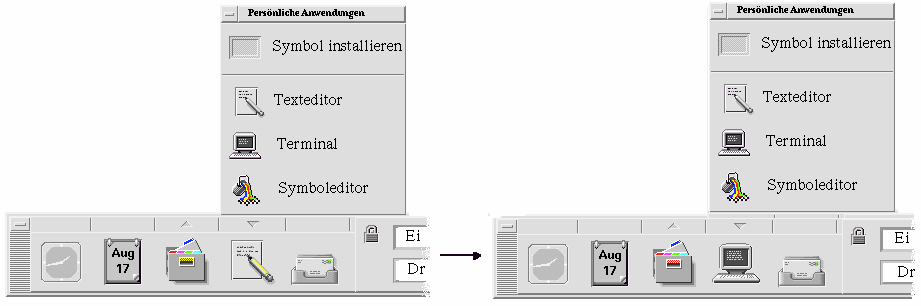 Persönliche Anwendungen
Symbol installieren
Texteditor
Terminal
Symboleditor
Aug
17
Ei
Dr
Persönliche Anwendungen
Symbol installieren
Texteditor
Terminal
Symboleditor
Aug
17
Ei
Dr